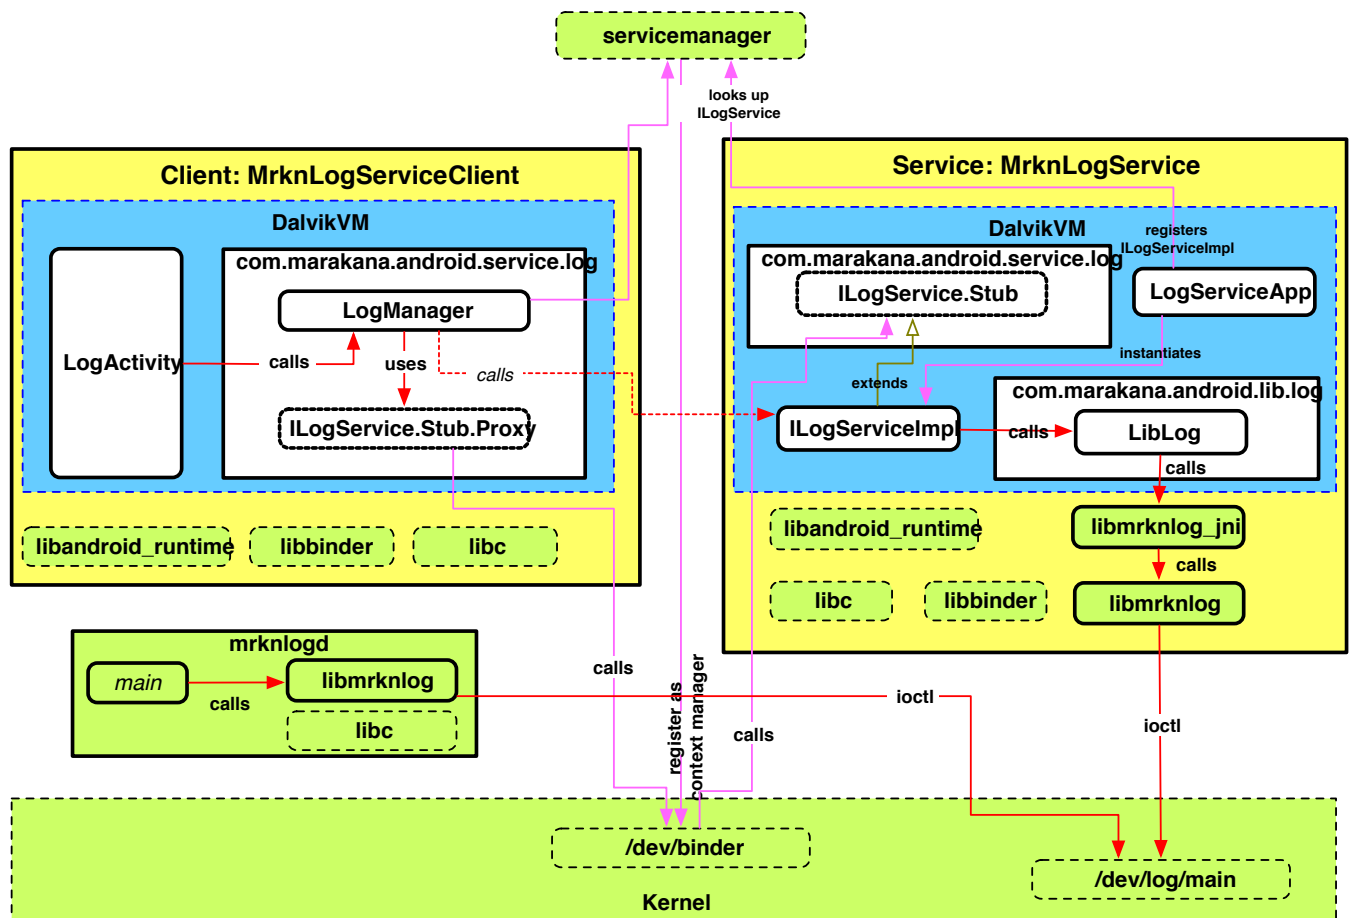 servicemanager
looks up
ILogService
Client: MrknLogServiceClient
DalvikVM
com.marakana.android.service.log
LogManager
LogActivity
calls
uses
calls
ILogService.Stub.Proxy
libandroid_runtime
libbinder
libc
Service: MrknLogService
DalvikVM
registers
ILogServiceImpl
com.marakana.android.service.log
ILogService.Stub
LogServiceApp
instantiates
extends
com.marakana.android.lib.log
ILogServiceImpl
calls
LibLog
calls
libandroid_runtime
libmrknlog_jni
calls
libc
libbinder
libmrknlog
mrknlogd
main
calls
libmrknlog
libc
calls
register as
context manager
calls
ioctl
ioctl
/dev/binder
/dev/log/main
Kernel